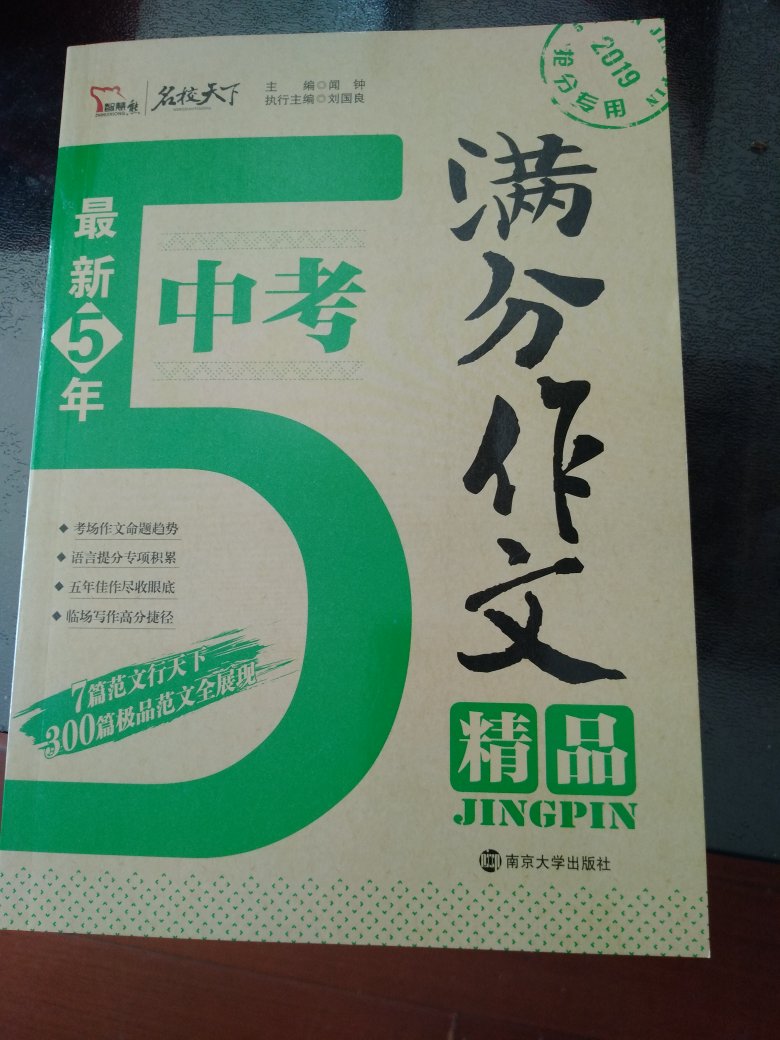 智慧熊
名校天下
主 编◎闻 钟
执行主编◎刘国良
2019
抢分专用
最新5年
中考
满分作文
精品
JINGPIN
◆ 考场作文命题趋势
◆ 语言提分专项积累
◆ 五年佳作尽收眼底
◆ 临场写作高分捷径
7篇范文行天下
300篇极品范文全展现
南京大学出版社